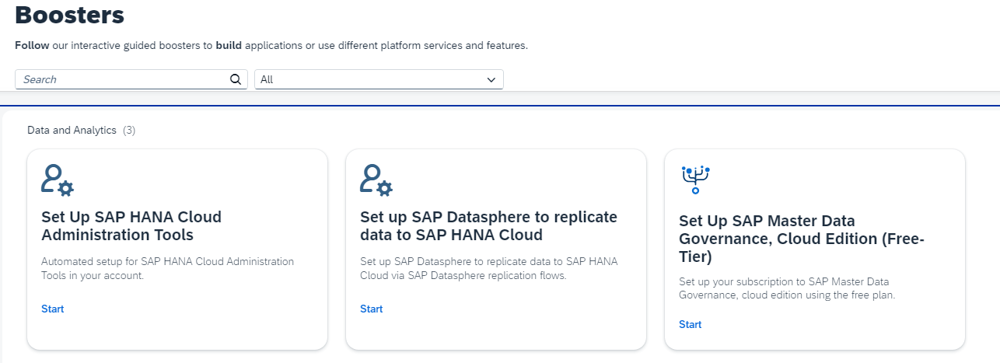 Boosters
Follow our interactive guided boosters to build applications or use different platform services and features.
Search
All
Data and Analytics (3)
Set Up SAP HANA Cloud
Administration Tools
Automated setup for SAP HANA Cloud Administration
Tools in your account.
Start
Set up SAP Datasphere to replicate
data to SAP HANA Cloud
Set up SAP Datasphere to replicate data to SAP HANA
Cloud via SAP Datasphere replication flows.
Start
Set Up SAP Master Data
Governance, Cloud Edition (Free-
Tier)
Set up your subscription to SAP Master Data
Governance, cloud edition using the free plan.
Start